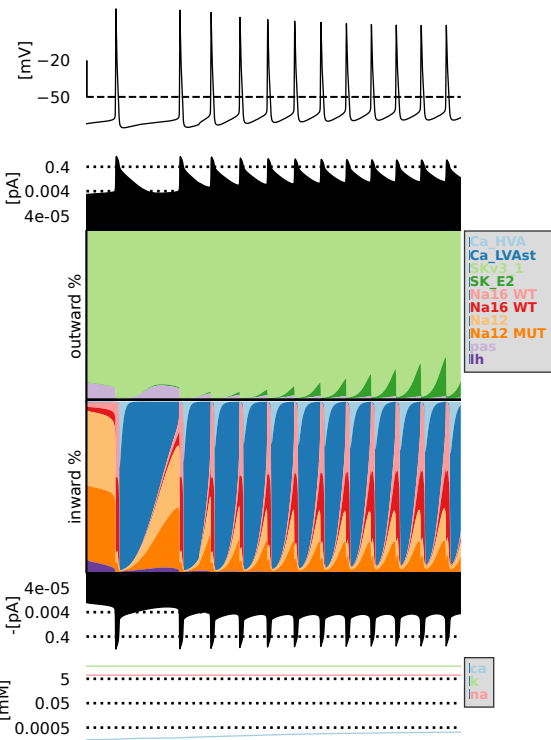 [mV]
−20
−50
[pA]
0.4
0.004
4e-05
outward %
Ca_HVA
Ca_LVAst
SKv3_1
SK_E2
Na16 WT
Na16 WT
Na12
Na12 MUT
pas
Ih
inward %
-[pA]
4e-05
0.004
0.4
[mM]
5
0.05
0.0005
ca
k
na